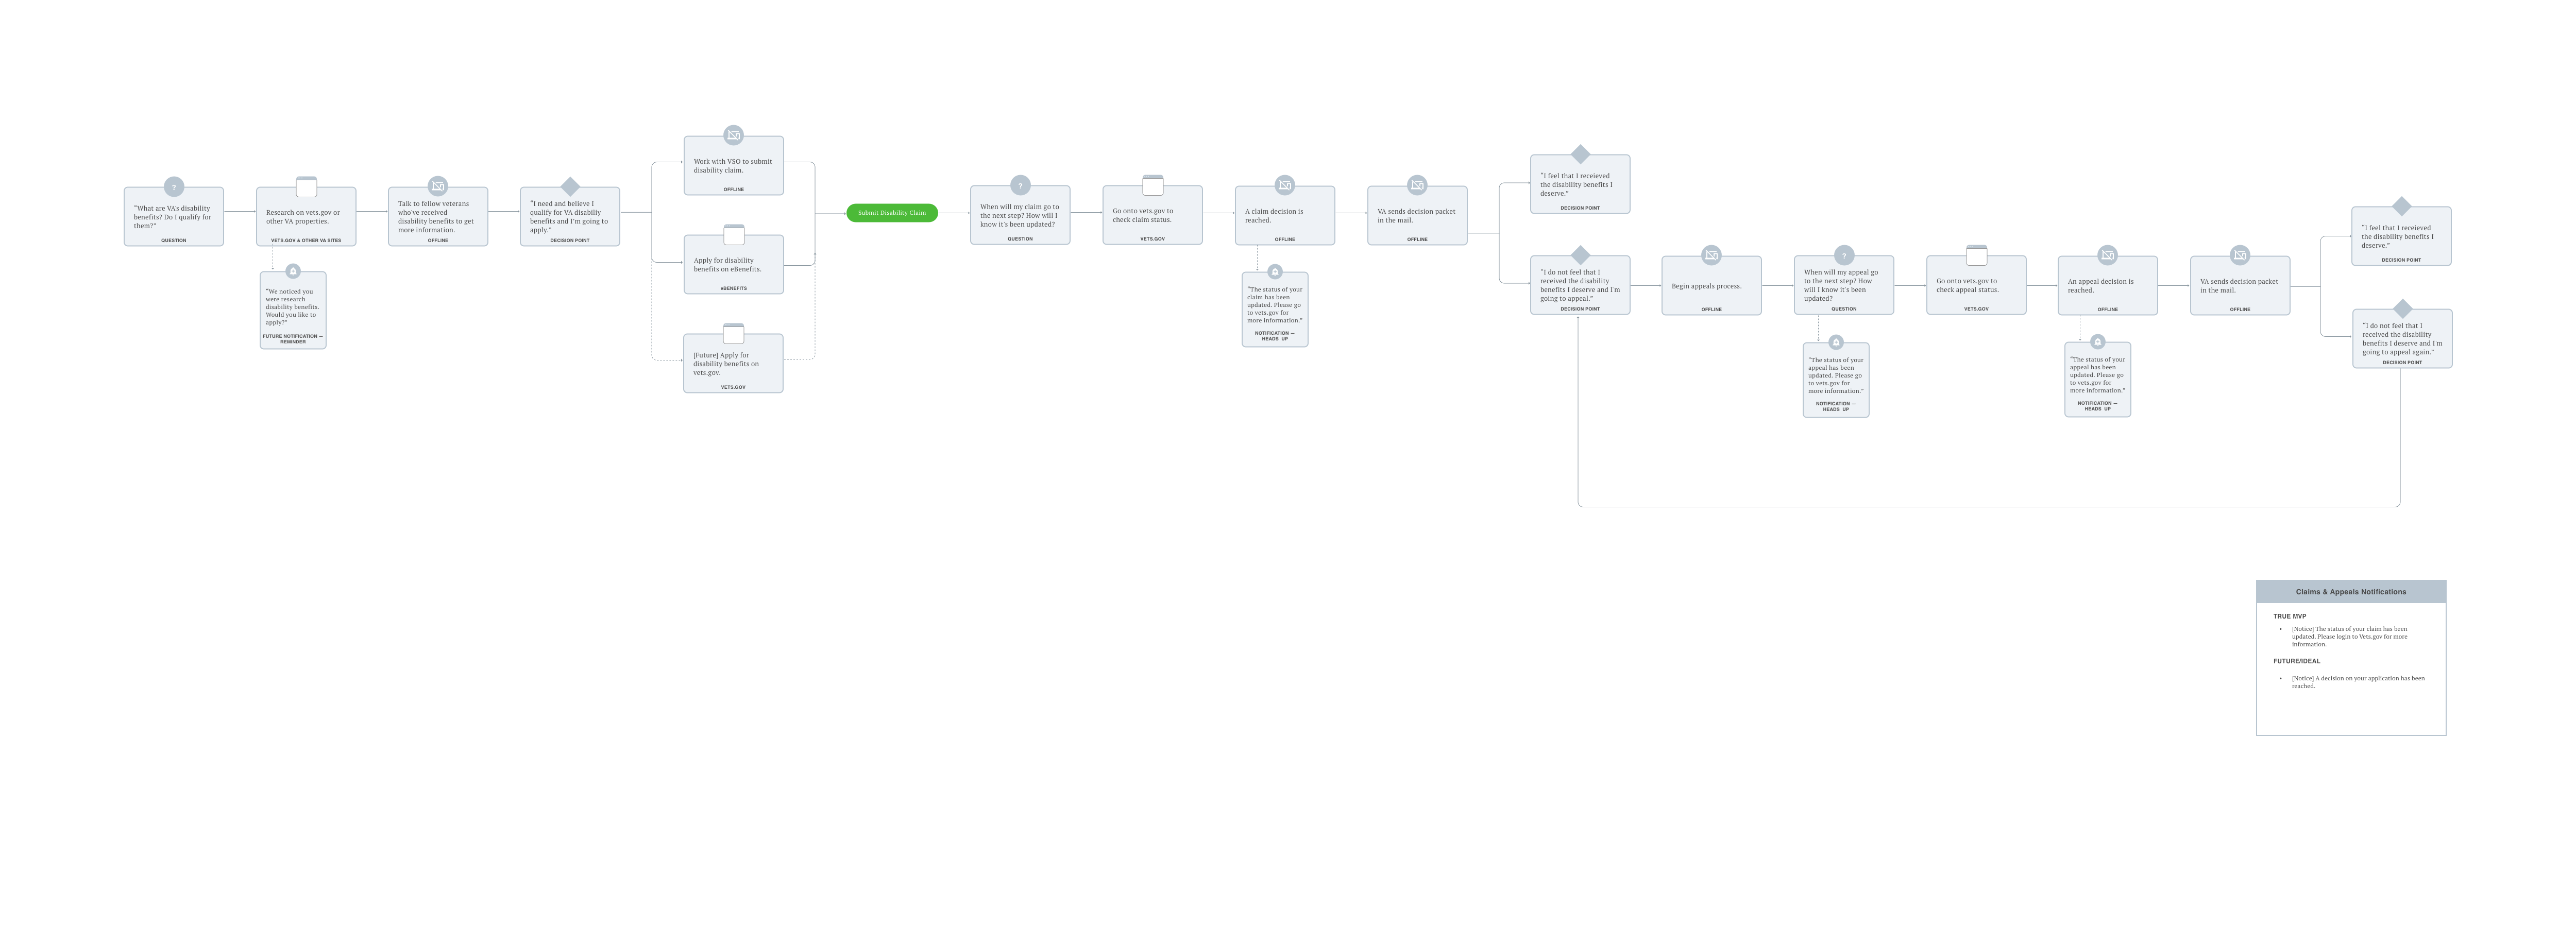 “What are VA's disability
benefits? Do I qualify for
them?”
QUESTION
Research on vets.gov or
other VA properties.
VETS.GOV & OTHER VA SITES
“We noticed you
were research
disability benefits.
Would you like to
apply?”
FUTURE NOTIFICATION —
REMINDER
Talk to fellow veterans
who've received
disability benefits to get
more information.
OFFLINE
“I need and believe I
qualify for VA disabiliy
benefits and I'm going to
apply.”
DECISION POINT
Work with VSO to submit
disability claim.
OFFLINE
Apply for disability
benefits on eBenefits.
eBENEFITS
[Future] Apply for
disability benefits on
vets.gov.
VETS.GOV
Submit Disability Claim
When will my claim go to
the next step? How will I
know it's been updated?
QUESTION
Go onto vets.gov to
check claim status.
VETS.GOV
A claim decision is
reached.
OFFLINE
“The status of your
claim has been
updated. Please go
to vets.gov for
more information.”
NOTIFICATION —
HEADS UP
VA sends decision packet
in the mail.
OFFLINE
“I feel that I receieved
the disability benefits I
deserve.”
DECISION POINT
“I do not feel that I
received the disability
benefits I deserve and I'm
going to appeal.”
DECISION POINT
Begin appeals process.
OFFLINE
When will my appeal go
to the next step? How
will I know it's been
updated?
QUESTION
“The status of your
appeal has been
updated. Please go
to vets.gov for
more information.”
NOTIFICATION —
HEADS UP
Go onto vets.gov to
check appeal status.
VETS.GOV
An appeal decision is
reached.
OFFLINE
“The status of your
appeal has been
updated. Please go
to vets.gov for
more information.”
NOTIFICATION —
HEADS UP
VA sends decision packet
in the mail.
OFFLINE
“I feel that I receieved
the disability benefits I
deserve.”
DECISION POINT
“I do not feel that I
received the disability
benefits I deserve and I'm
going to appeal again.”
DECISION POINT
Claims & Appeals Notifications
TRUE MVP
• [Notice] The status of your claim has been
updated. Please login to Vets.gov for more
information.
FUTURE/IDEAL
• [Notice] A decision on your application has been
reached.